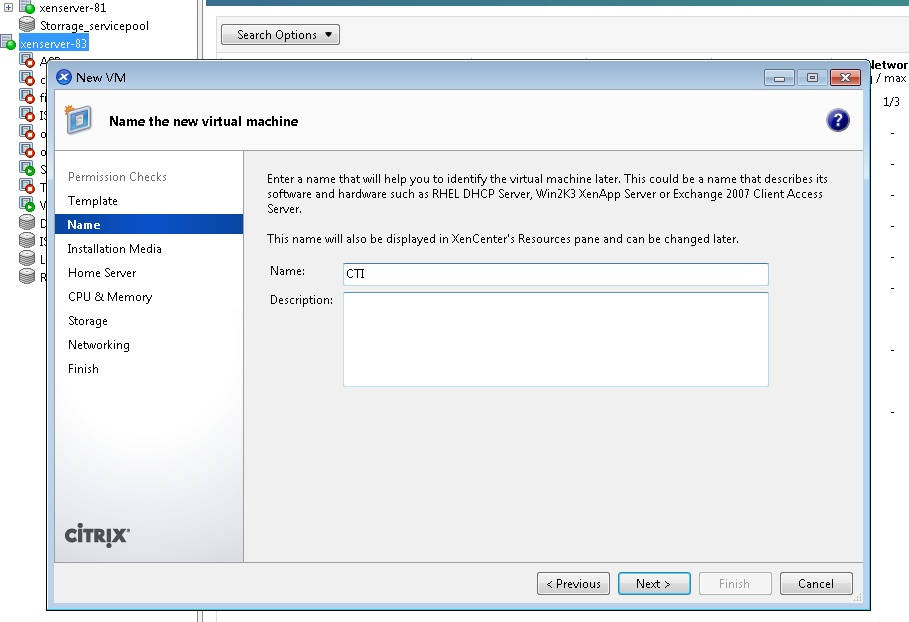 xenserver-81
Storrage_servicepool
xenserver-83
Search Options
Networ
/ max
1/3
New VM
Name the new virtual machine
?
Permission Checks
Template
Name
Installation Media
Home Server
CPU & Memory
Storage
Networking
Finish
CITRIX
Enter a name that will help you to identify the virtual machine later. This could be a name that describes its
software and hardware such as RHEL DHCP Server, Win2K3 XenApp Server or Exchange 2007 Client Access
Server.
This name will also be displayed in XenCenter's Resources pane and can be changed later.
Name: CTI
Description:
< Previous Next > Finish Cancel